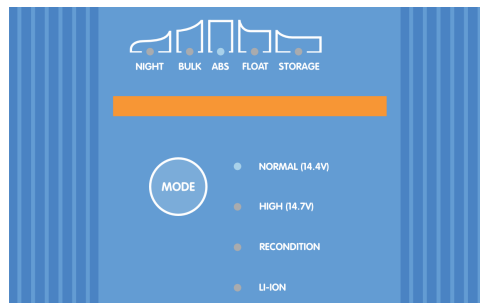 NIGHT BULK ABS FLOAT STORAGE
NORMAL (14.4V)
MODE
HIGH (14.7V)
RECONDITION
LI-ION